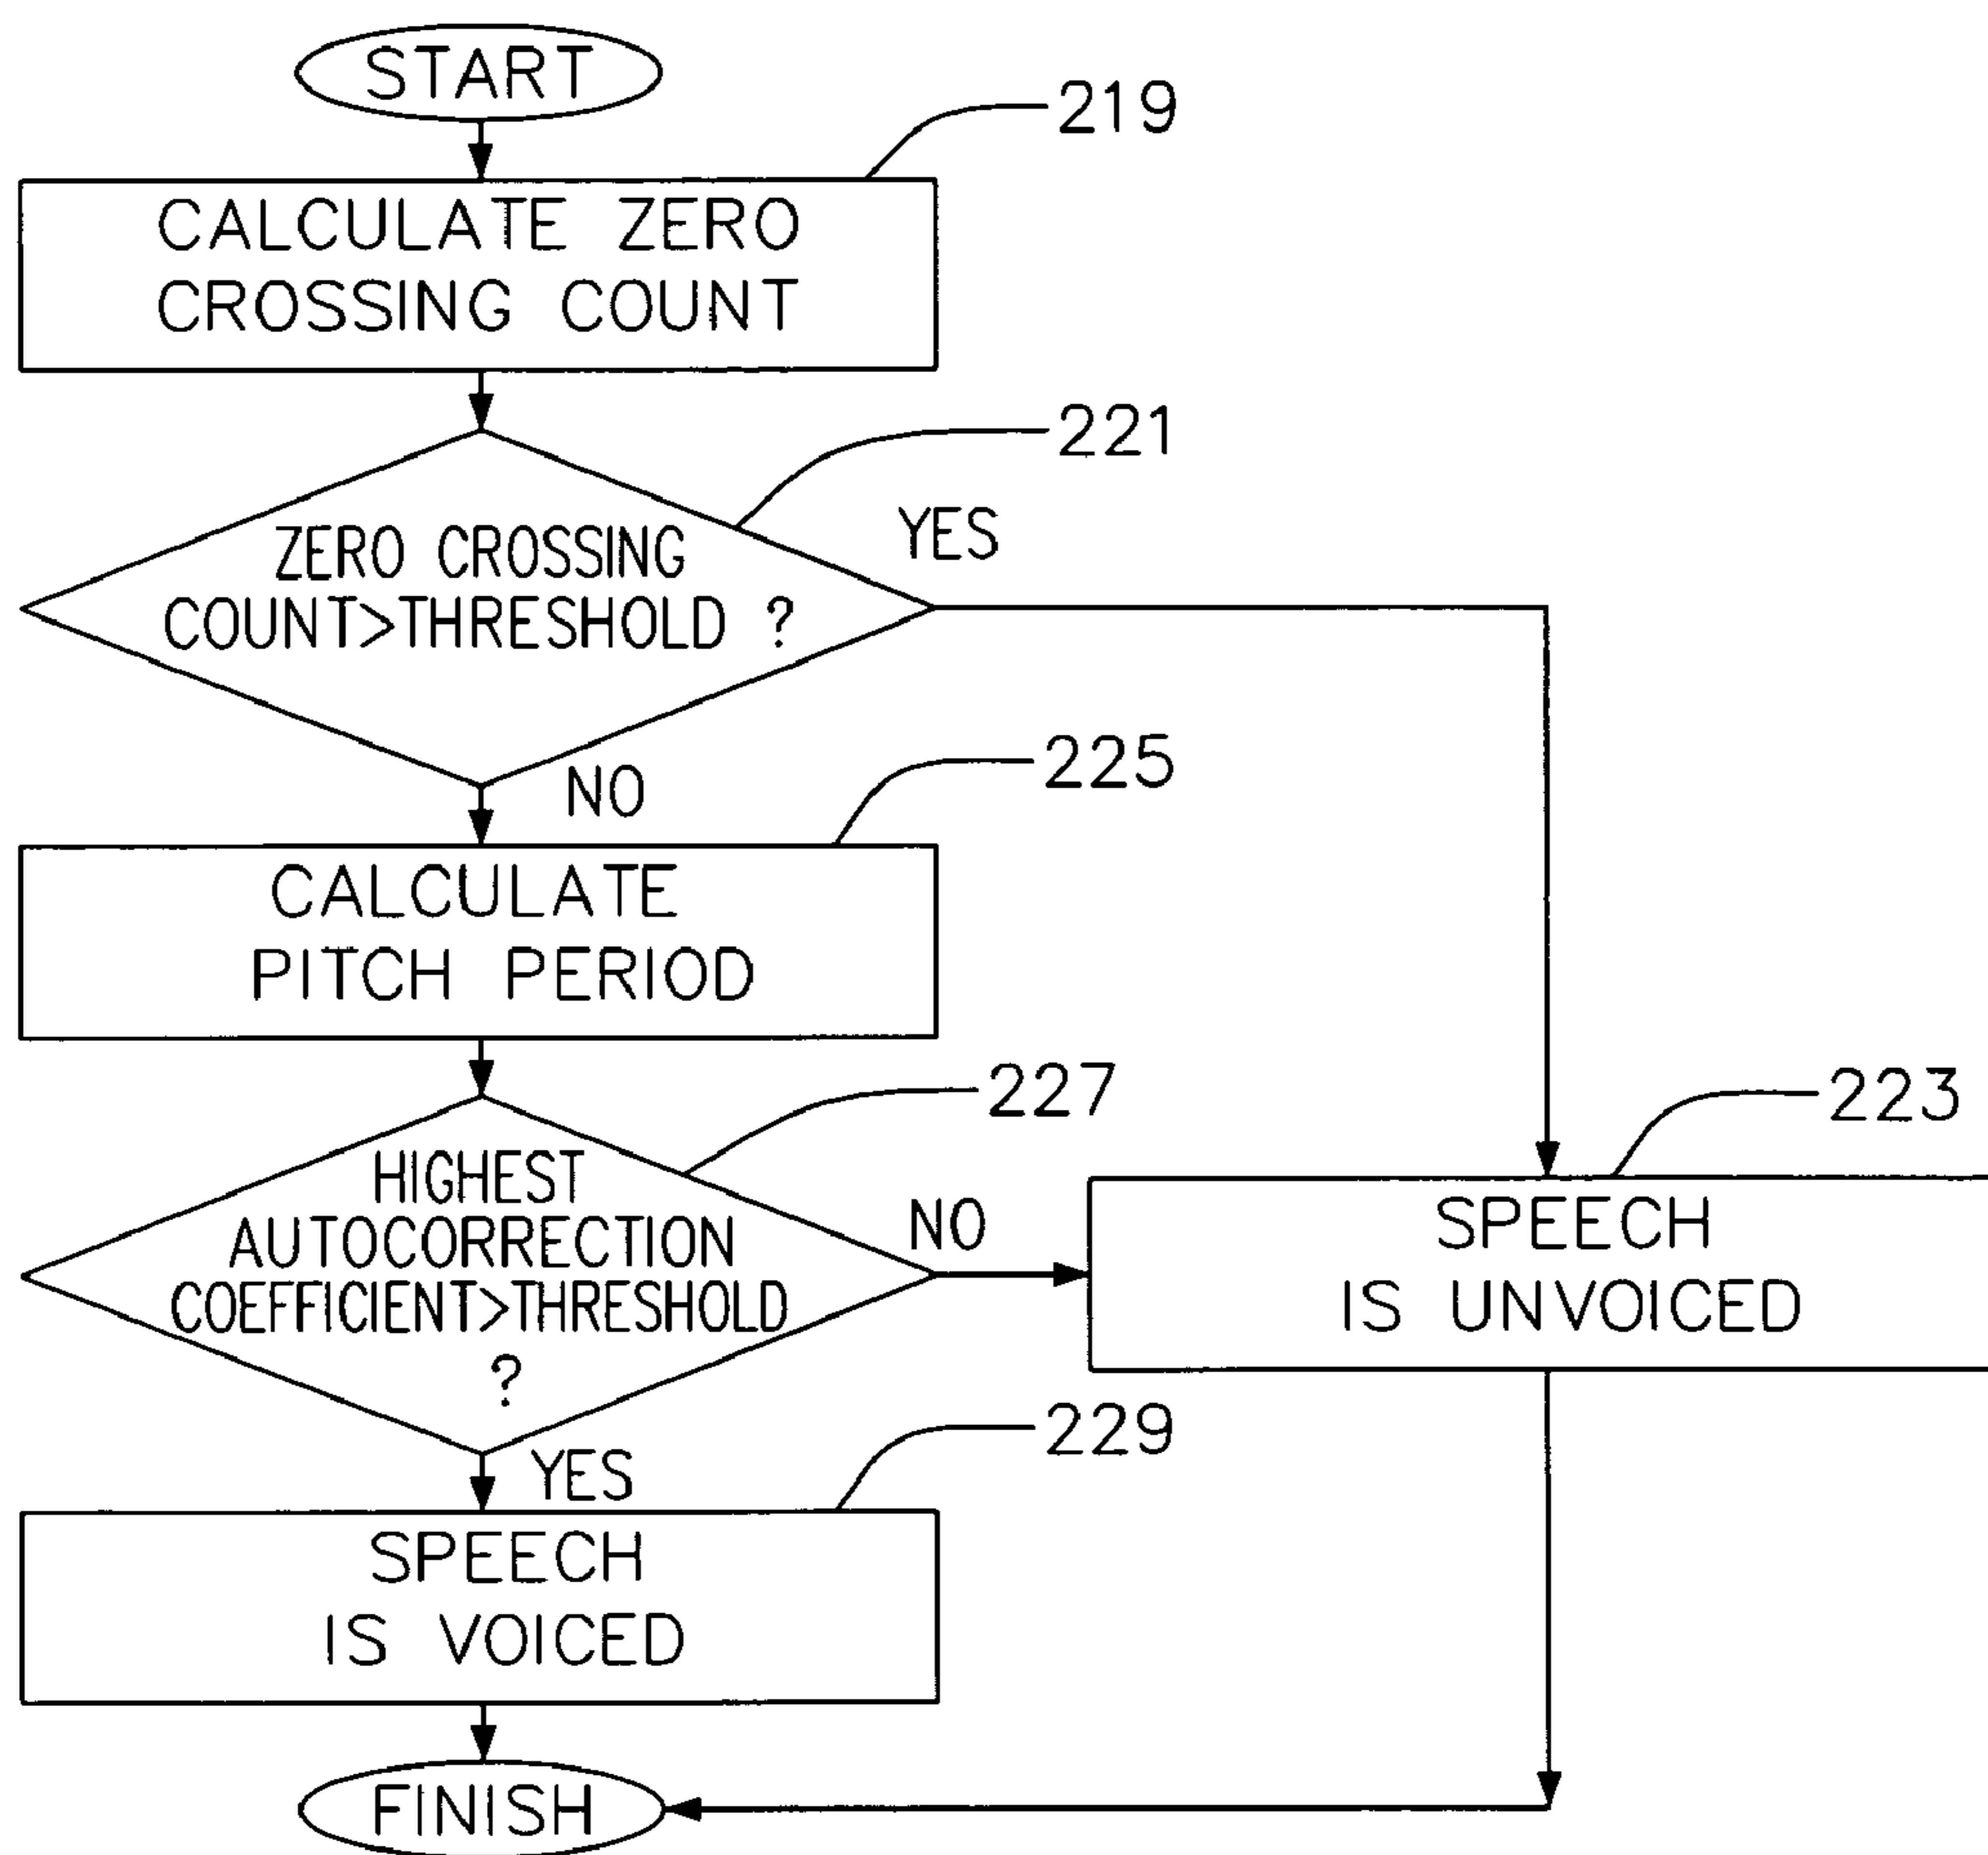 START
219
CALCULATE ZERO
CROSSING COUNT
221
YES
ZERO CROSSING
COUNT>THRESHOLD ?
NO
225
CALCULATE
PITCH PERIOD
227
HIGHEST
AUTOCORRECTION
COEFFICIENT>THRESHOLD
?
NO
223
SPEECH
IS UNVOICED
YES
229
SPEECH
IS VOICED
FINISH